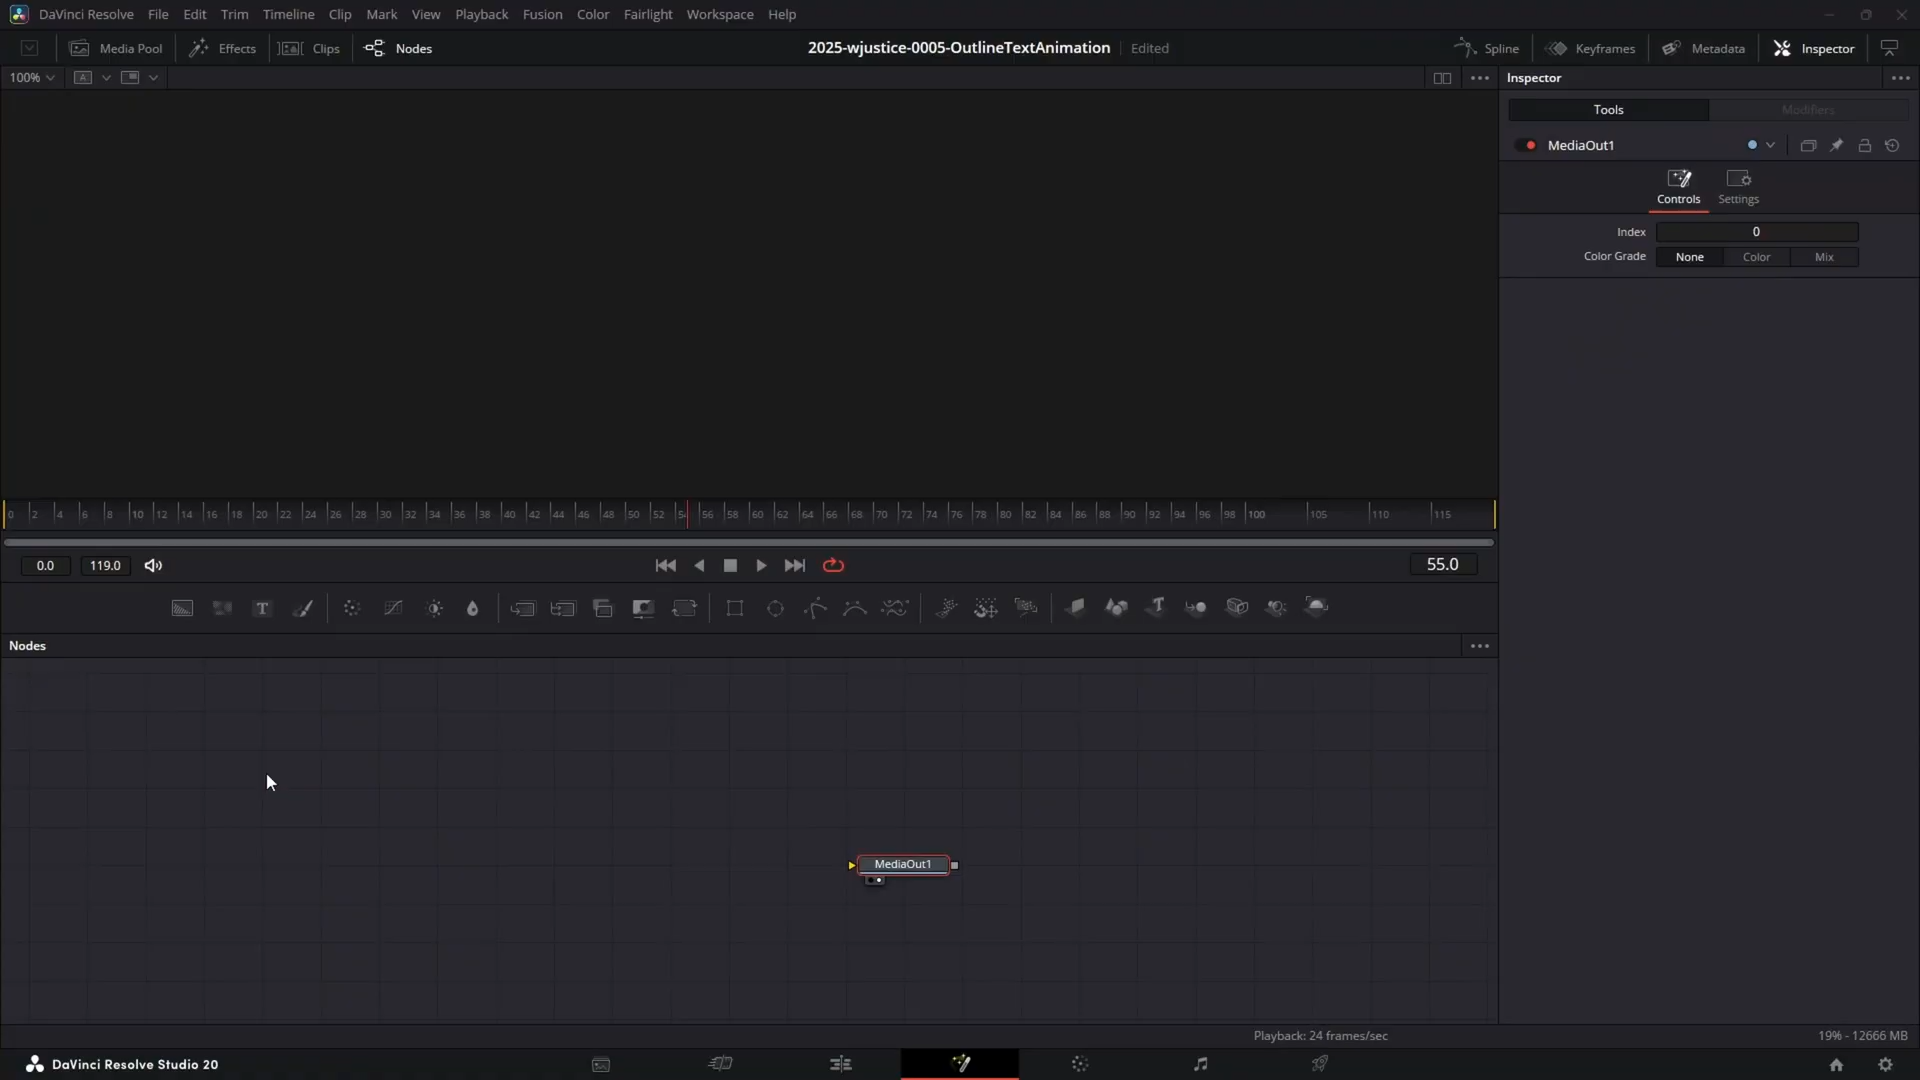 DaVinci Resolve File Edit Trim Timeline Clip Mark View Playback Fusion Color Fairlight Workspace Help
Media Pool Effects Clips Nodes 2025-wjustice-0005-OutlineTextAnimation Edited Spline Keyframes Metadata Inspector
100% A Inspector
Tools Modifiers
MediaOut1
Controls Settings
Index 0
Color Grade None Color Mix
0 2 4 6 8 10 12 14 16 18 20 22 24 26 28 30 32 34 36 38 40 42 44 46 48 50 52 54 56 58 60 62 64 66 68 70 72 74 76 78 80 82 84 86 88 90 92 94 96 98 100 105 110 115
0.0 119.0 55.0
T
Nodes
MediaOut1
Playback: 24 frames/sec 19% - 12666 MB
DaVinci Resolve Studio 20